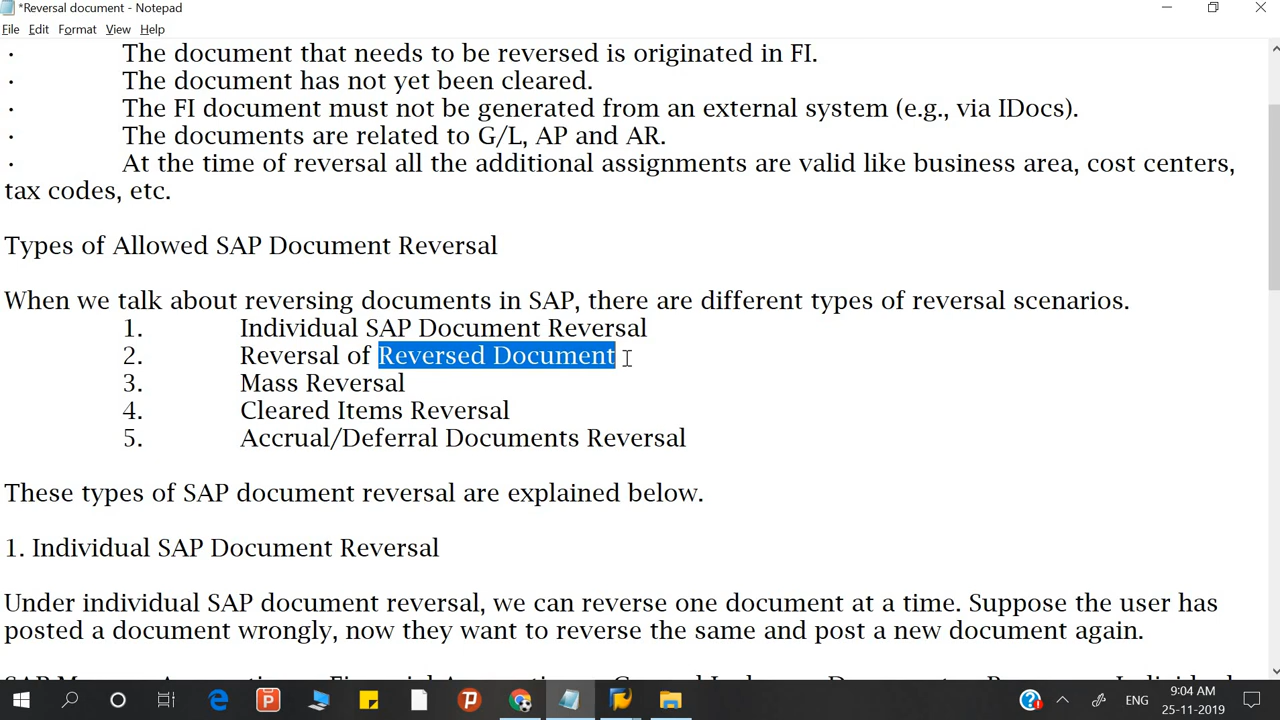 *Reversal document - Notepad
File Edit Format View Help
· The document that needs to be reversed is originated in FI.
· The document has not yet been cleared.
· The FI document must not be generated from an external system (e.g., via IDocs).
· The documents are related to G/L, AP and AR.
· At the time of reversal all the additional assignments are valid like business area, cost centers,
tax codes, etc.
Types of Allowed SAP Document Reversal
When we talk about reversing documents in SAP, there are different types of reversal scenarios.
1. Individual SAP Document Reversal
2. Reversal of Reversed Document
3. Mass Reversal
4. Cleared Items Reversal
5. Accrual/Deferral Documents Reversal
These types of SAP document reversal are explained below.
1. Individual SAP Document Reversal
Under individual SAP document reversal, we can reverse one document at a time. Suppose the user has
posted a document wrongly, now they want to reverse the same and post a new document again.
ENG
9:04 AM
25-11-2019